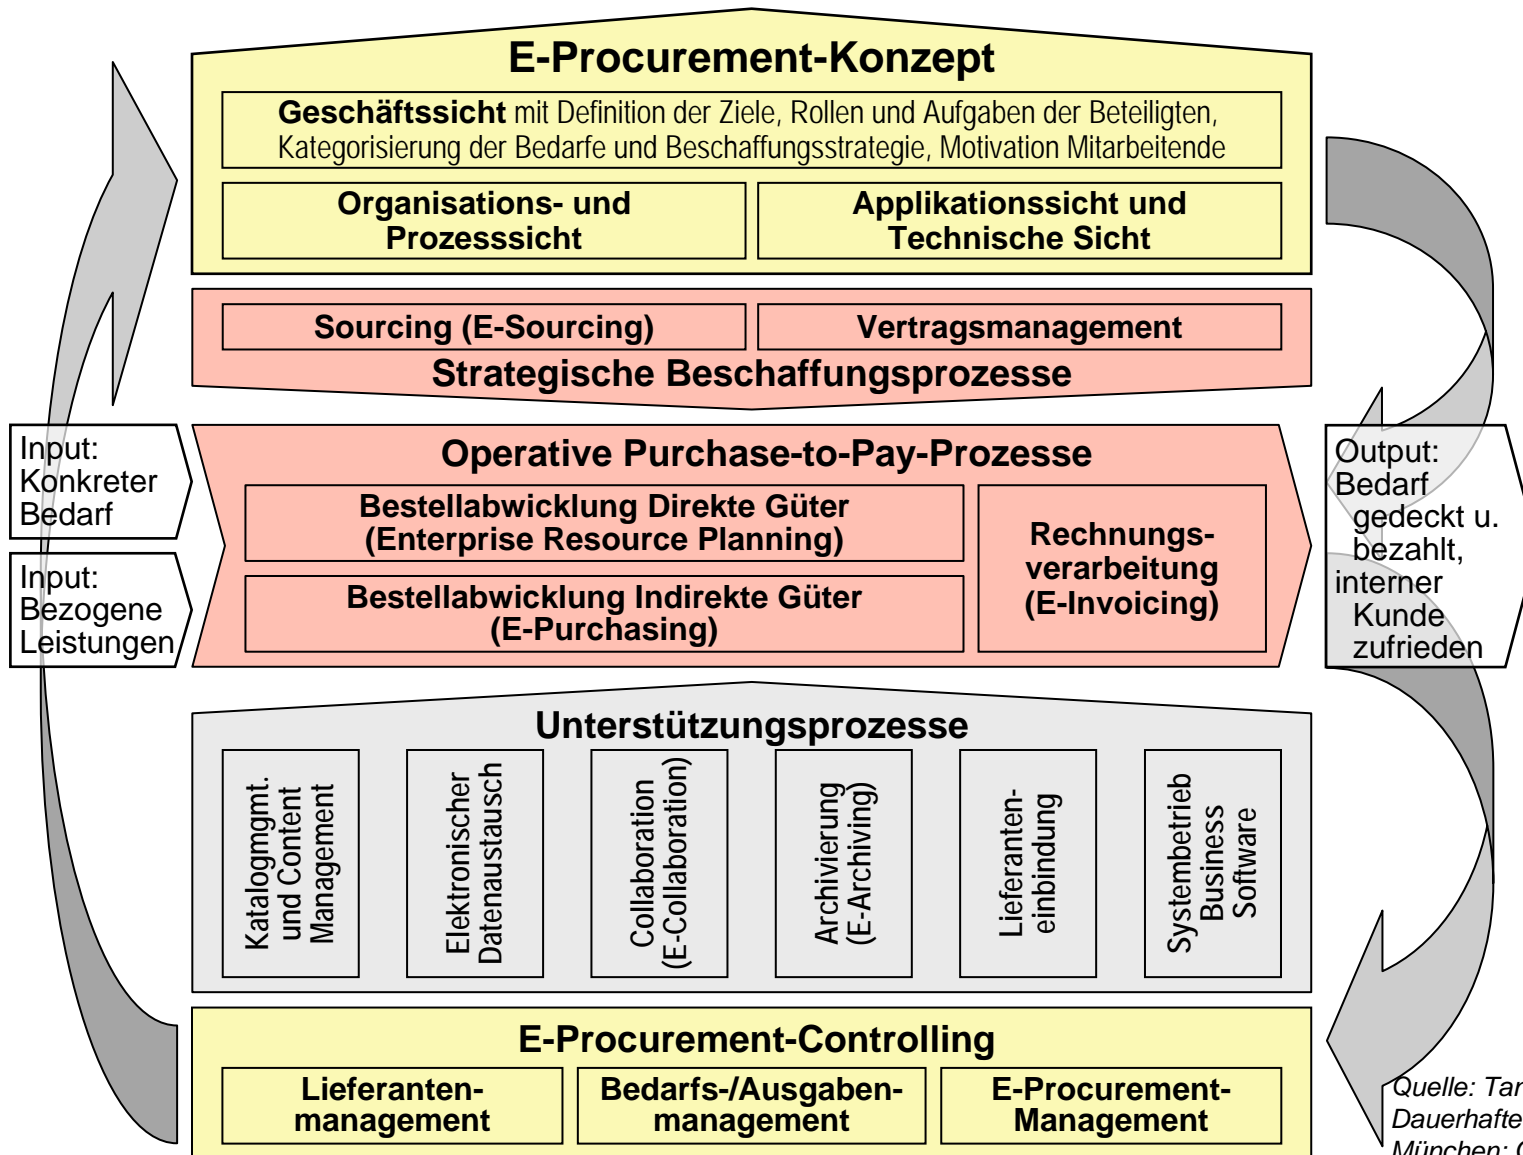 E-Procurement-Konzept
Geschäftssicht mit Definition der Ziele, Rollen und Aufgaben der Beteiligten,
Kategorisierung der Bedarfe und Beschaffungsstrategie, Motivation Mitarbeitende
Organisations- und
Prozesssicht
Applikationssicht und
Technische Sicht
Sourcing (E-Sourcing)
Vertragsmanagement
Strategische Beschaffungsprozesse
Input:
Konkreter
Bedarf
Input:
Bezogene
Leistungen
Operative Purchase-to-Pay-Prozesse
Bestellabwicklung Direkte Güter
(Enterprise Resource Planning)
Bestellabwicklung Indirekte Güter
(E-Purchasing)
Rechnungs-
verarbeitung
(E-Invoicing)
Output:
Bedarf
gedeckt u.
bezahlt,
interner
Kunde
zufrieden
Unterstützungsprozesse
Katalogmgmt.
und Content
Management
Elektronischer
Datenaustausch
Collaboration
(E-Collaboration)
Archivierung
(E-Archiving)
Lieferanten-
einbindung
Systembetrieb
Business
Software
E-Procurement-Controlling
Lieferanten-
management
Bedarfs-/Ausgaben-
management
E-Procurement-
Management
Quelle: Tan
Dauerhafte
München: